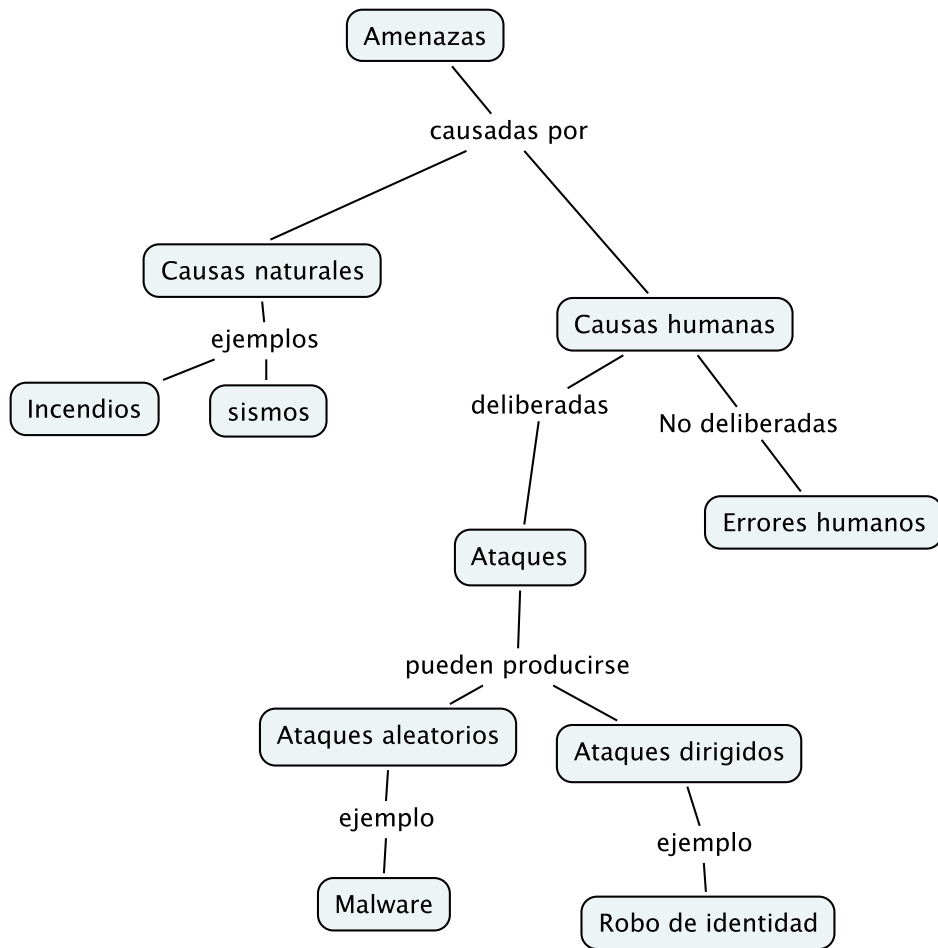 Amenazas
causadas por
Causas naturales
Causas humanas
ejemplos
Incendios
sismos
deliberadas
No deliberadas
Errores humanos
Ataques
pueden producirse
Ataques aleatorios
Ataques dirigidos
ejemplo
ejemplo
Malware
Robo de identidad